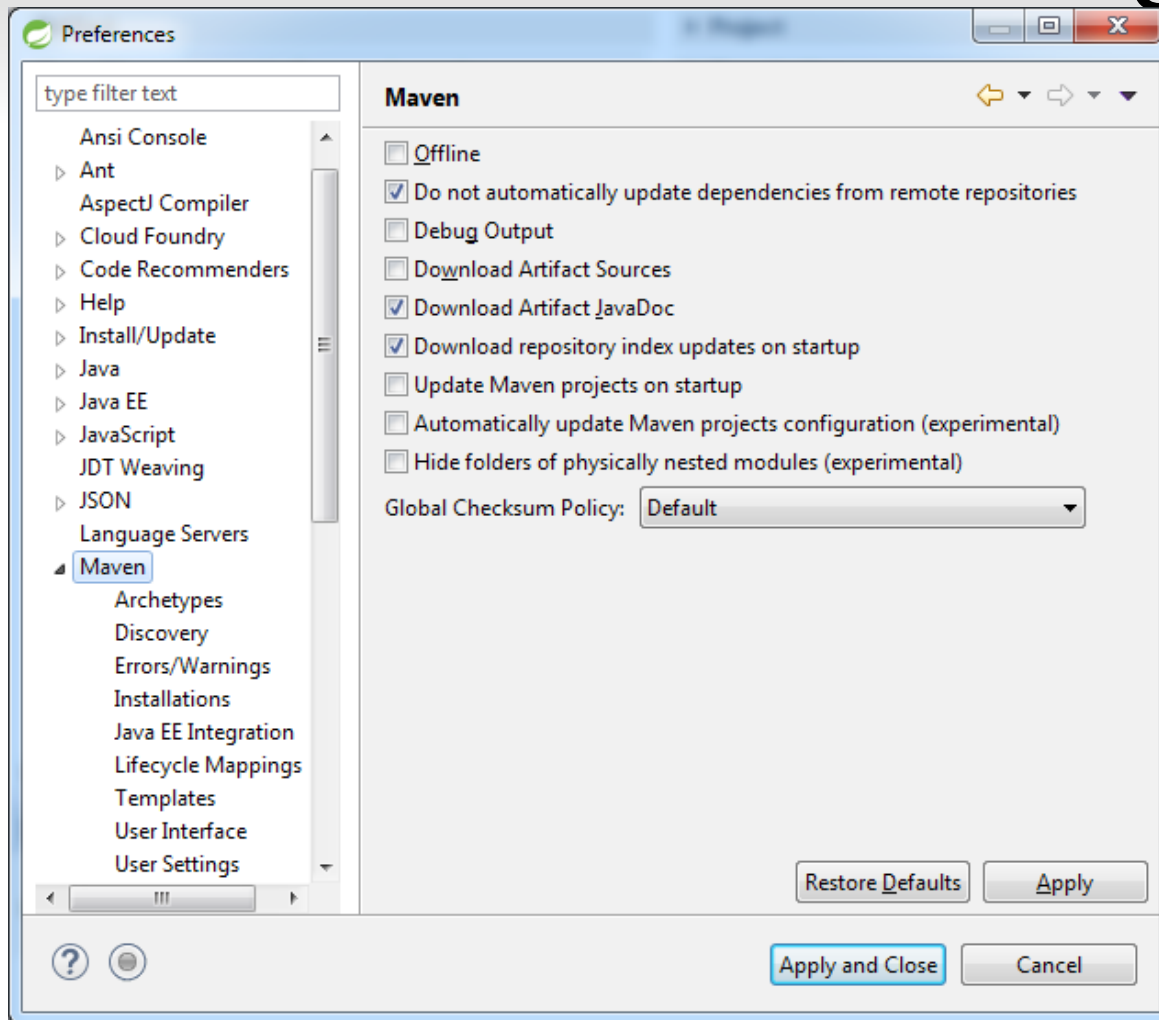 Preferences
type filter text
Ansi Console
Ant
AspectJ Compiler
Cloud Foundry
Code Recommenders
Help
Install/Update
Java
Java EE
JavaScript
JDT Weaving
JSON
Language Servers
Maven
Archetypes
Discovery
Errors/Warnings
Installations
Java EE Integration
Lifecycle Mappings
Templates
User Interface
User Settings
Maven
Offline
Do not automatically update dependencies from remote repositories
Debug Output
Download Artifact Sources
Download Artifact JavaDoc
Download repository index updates on startup
Update Maven projects on startup
Automatically update Maven projects configuration (experimental)
Hide folders of physically nested modules (experimental)
Global Checksum Policy: Default
Restore Defaults Apply
Apply and Close Cancel